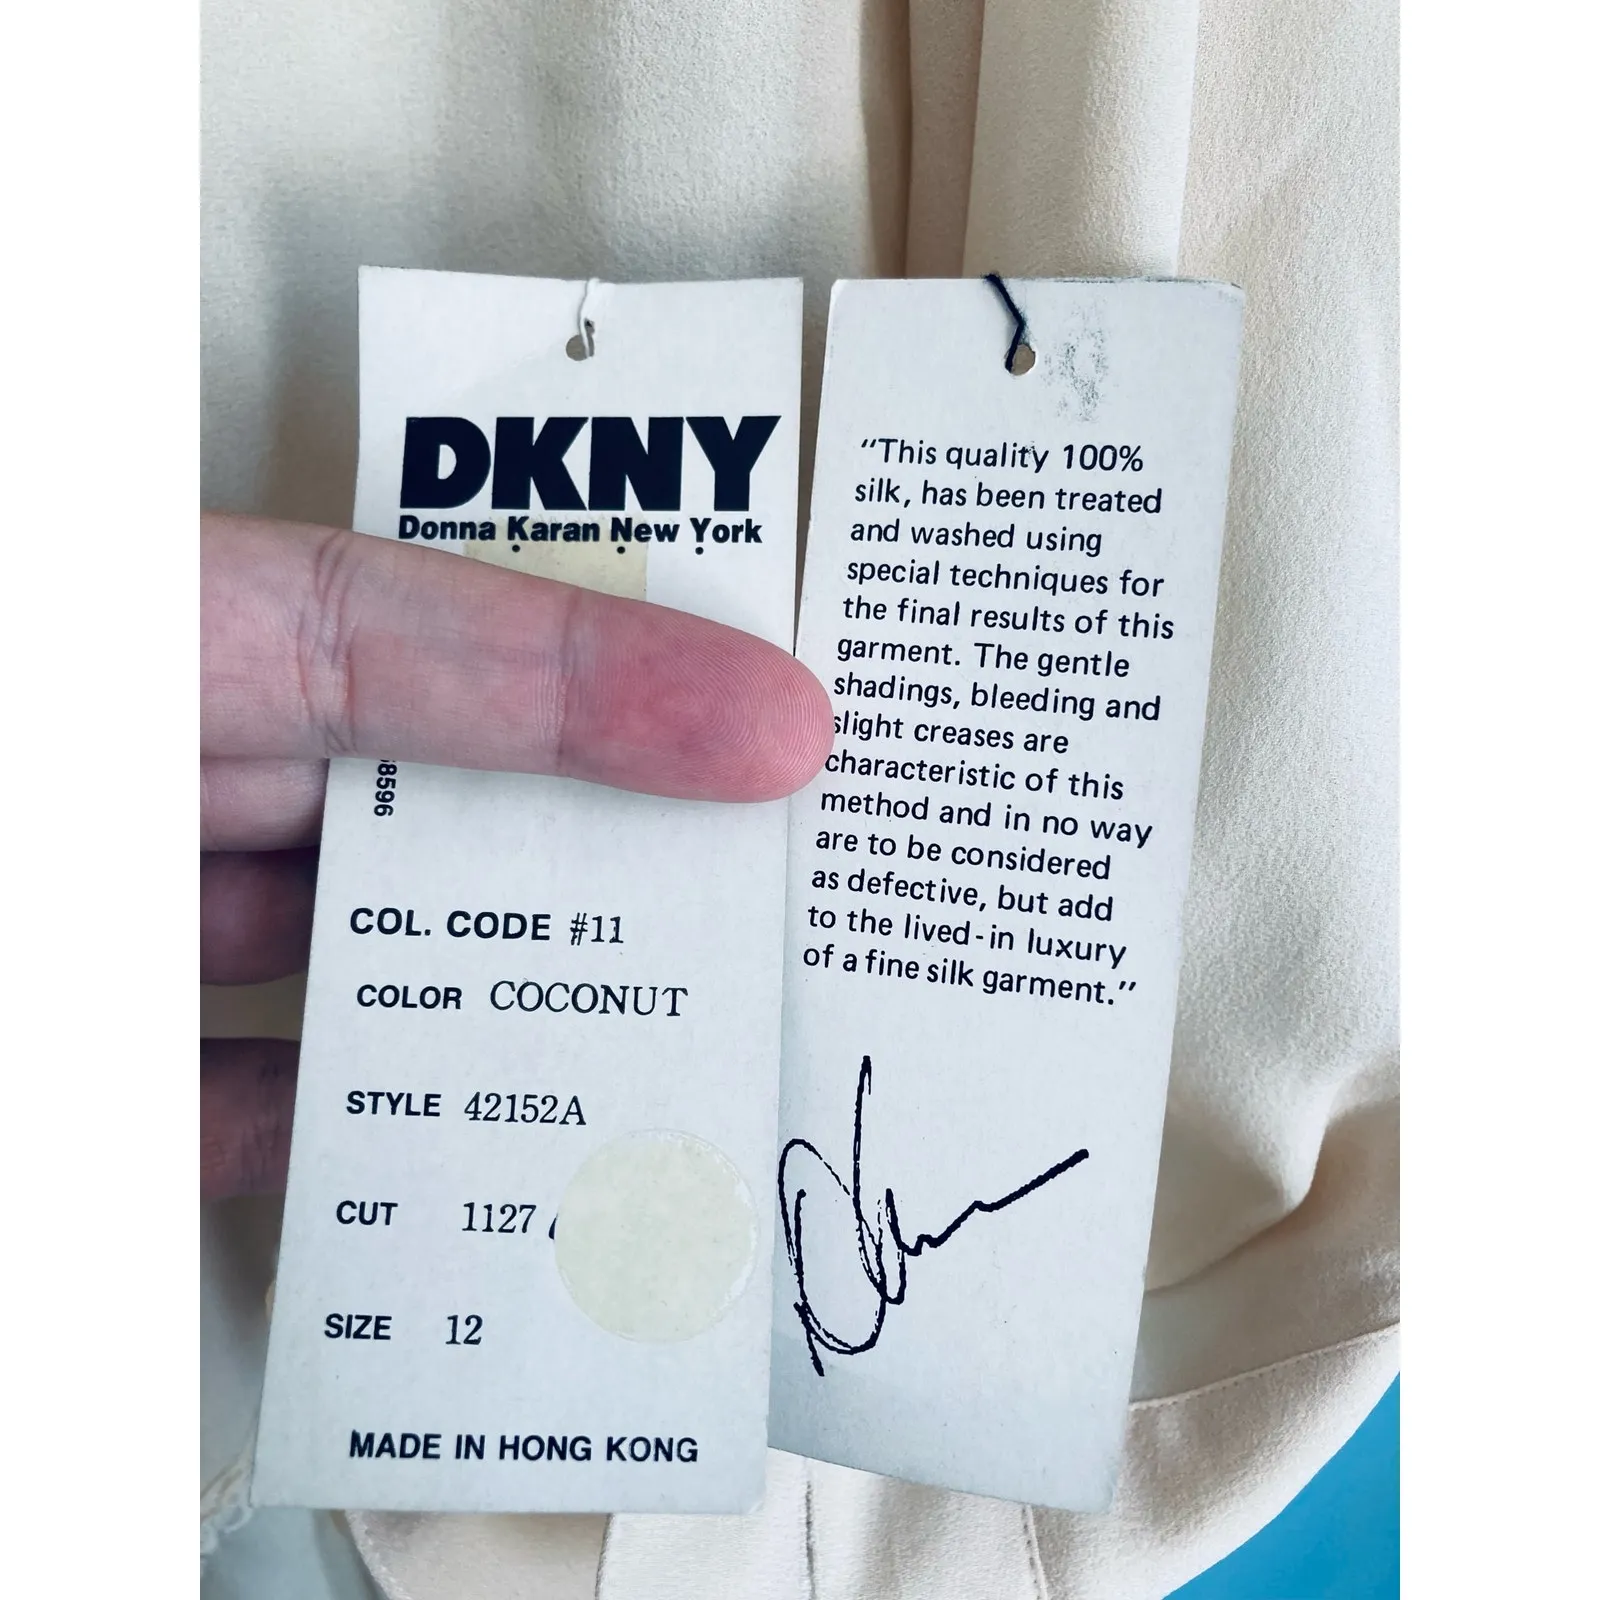 DKNY
Donna Karan New York
8596
COL. CODE #11
COLOR COCONUT
STYLE 42152A
CUT 1127
SIZE 12
MADE IN HONG KONG
“This quality 100%
silk, has been treated
and washed using
special techniques for
the final results of this
garment. The gentle
shadings, bleeding and
slight creases are
characteristic of this
method and in no way
are to be considered
as defective, but add
to the lived-in luxury
of a fine silk garment.”